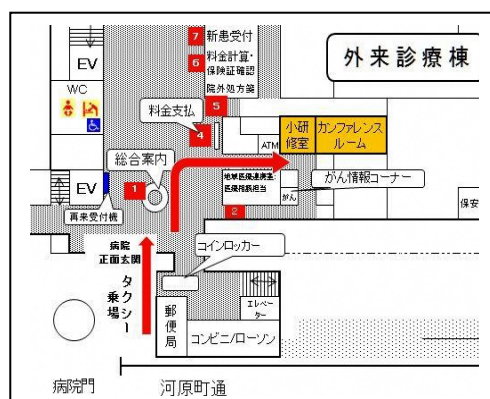 外来診療棟
7
新患受付
EV
6
料金計算・
保険証確認
院外処方箋
WC
5
料金支払
4
ATM
小研
修室
カンファレンス
ルーム
総合案内
地域医療連携室:
がん情報コーナー
EV
1
がん
2
保安
再来受付機
病院
正面玄関
コインロッカー
タクシー
乗場
郵便局
エレベーター
コンビニ/ローソン
病院門
河原町通